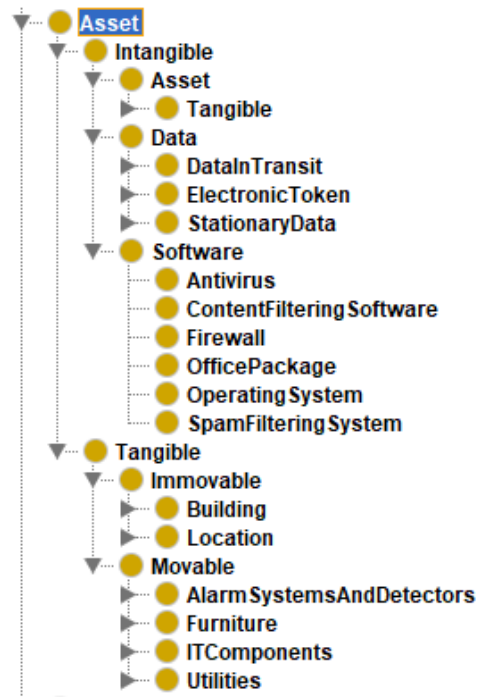 Asset
Intangible
Asset
Tangible
Data
DataInTransit
ElectronicToken
StationaryData
Software
Antivirus
ContentFilteringSoftware
Firewall
OfficePackage
OperatingSystem
SpamFilteringSystem
Tangible
Immovable
Building
Location
Movable
AlarmSystemsAndDetectors
Furniture
ITComponents
Utilities